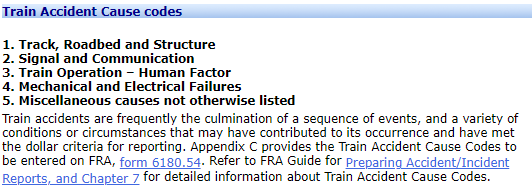 Train Accident Cause codes
1. Track, Roadbed and Structure
2. Signal and Communication
3. Train Operation – Human Factor
4. Mechanical and Electrical Failures
5. Miscellaneous causes not otherwise listed
Train accidents are frequently the culmination of a sequence of events, and a variety of
conditions or circumstances that may have contributed to its occurrence and have met
the dollar criteria for reporting. Appendix C provides the Train Accident Cause Codes to
be entered on FRA, form 6180.54. Refer to FRA Guide for Preparing Accident/Incident
Reports, and Chapter 7 for detailed information about Train Accident Cause Codes.